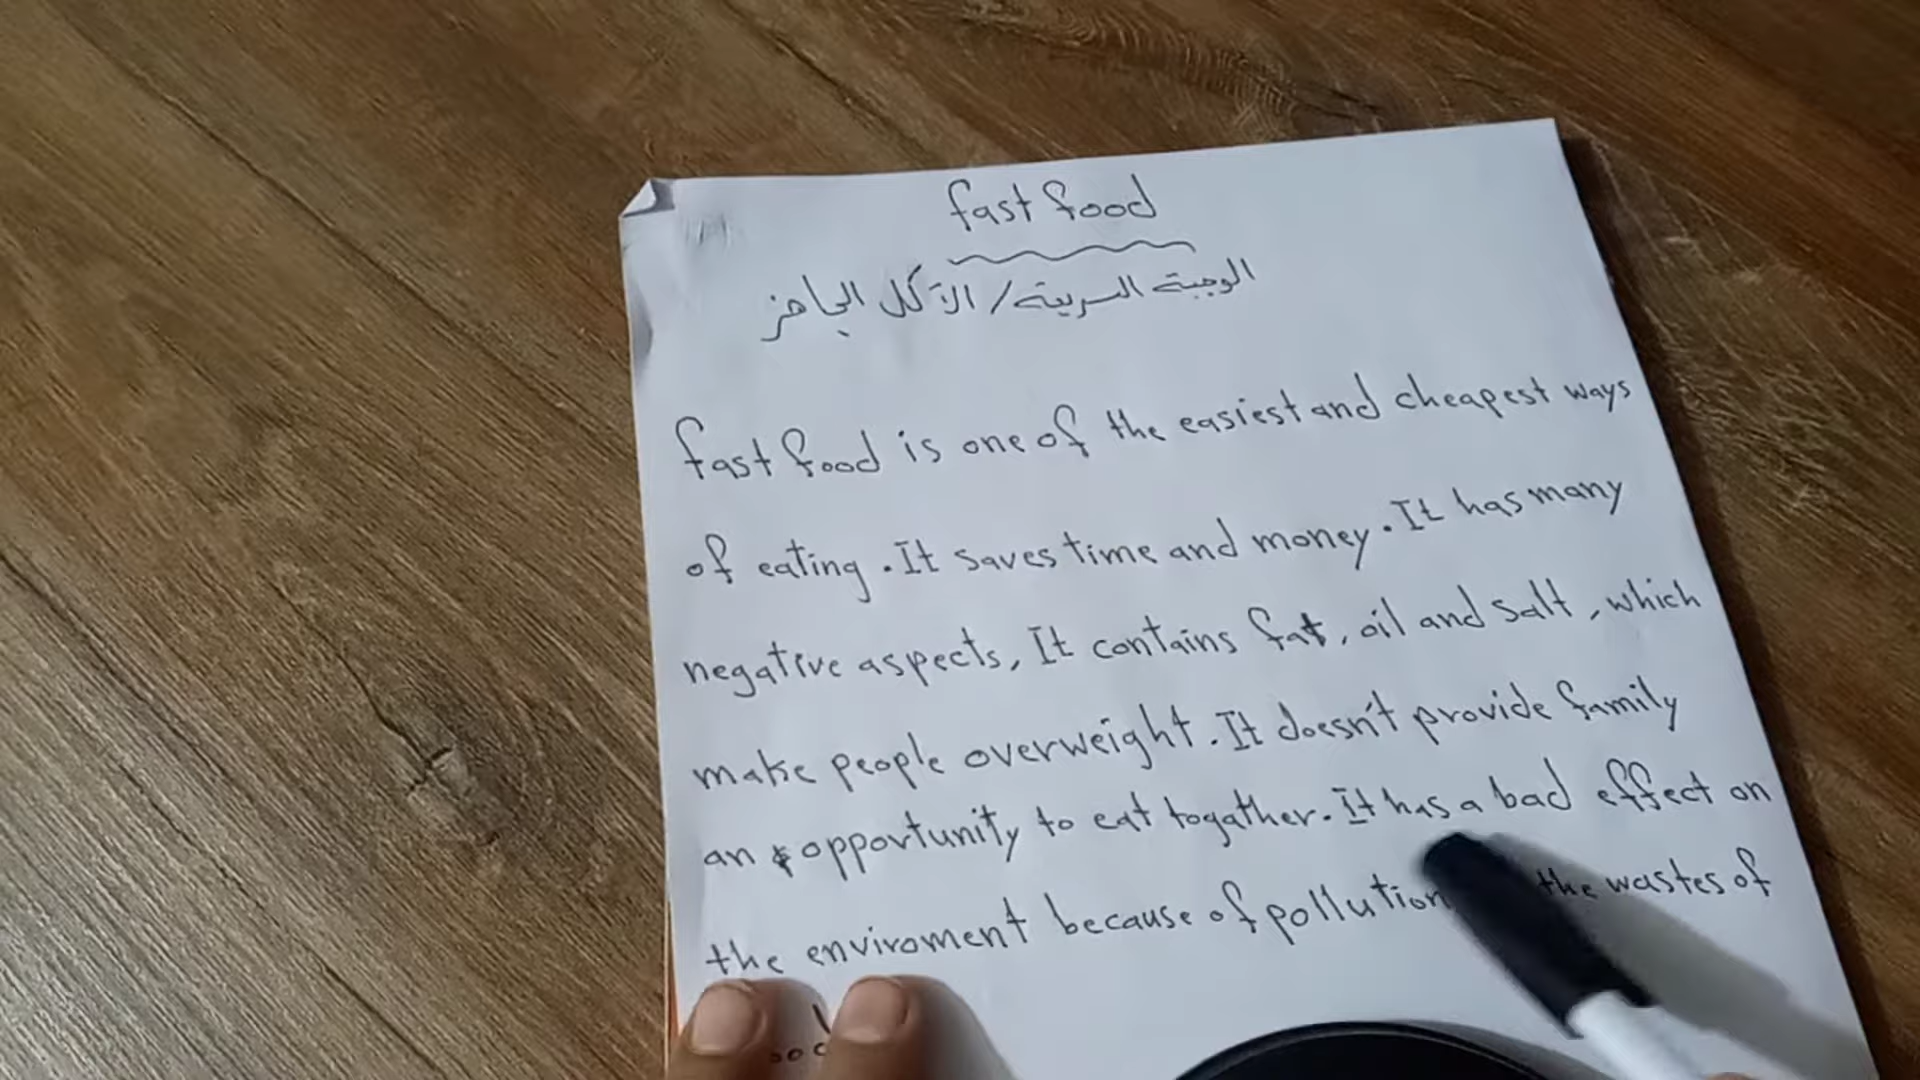 fast food
الوجبة السريعة / الأكل الجاهز
fast food is one of the easiest and cheapest ways
of eating. It saves time and money. It has many
negative aspects, It contains fat, oil and salt, which
make people overweight. It doesn't provide family
an opportunity to eat togather. It has a bad effect on
the enviroment because of pollution the wastes of